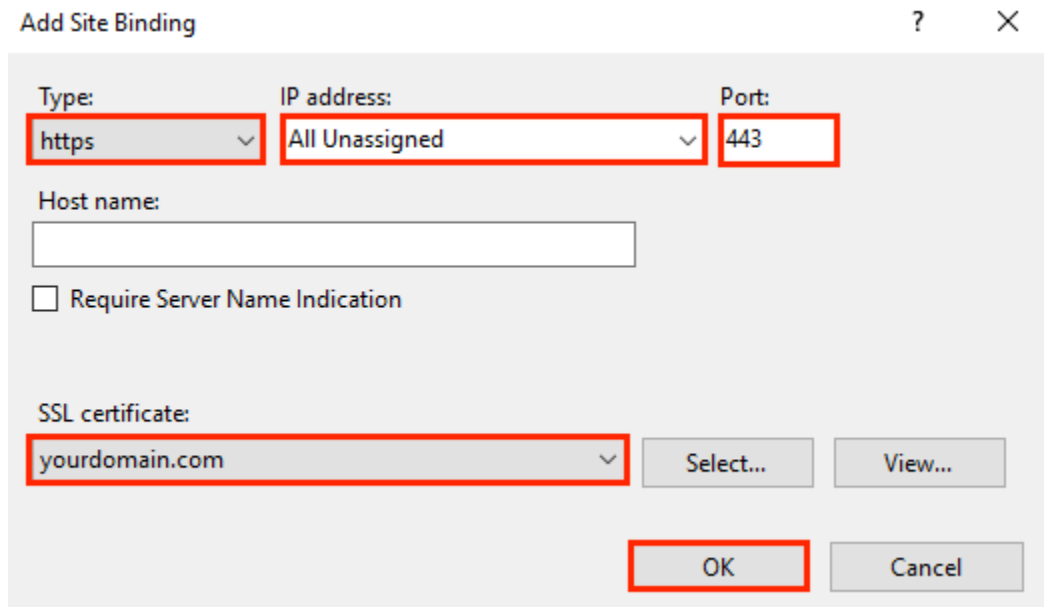 Add Site Binding
?
Type: IP address: Port:
https All Unassigned 443
Host name:
Require Server Name Indication
SSL certificate:
yourdomain.com Select... View...
OK Cancel